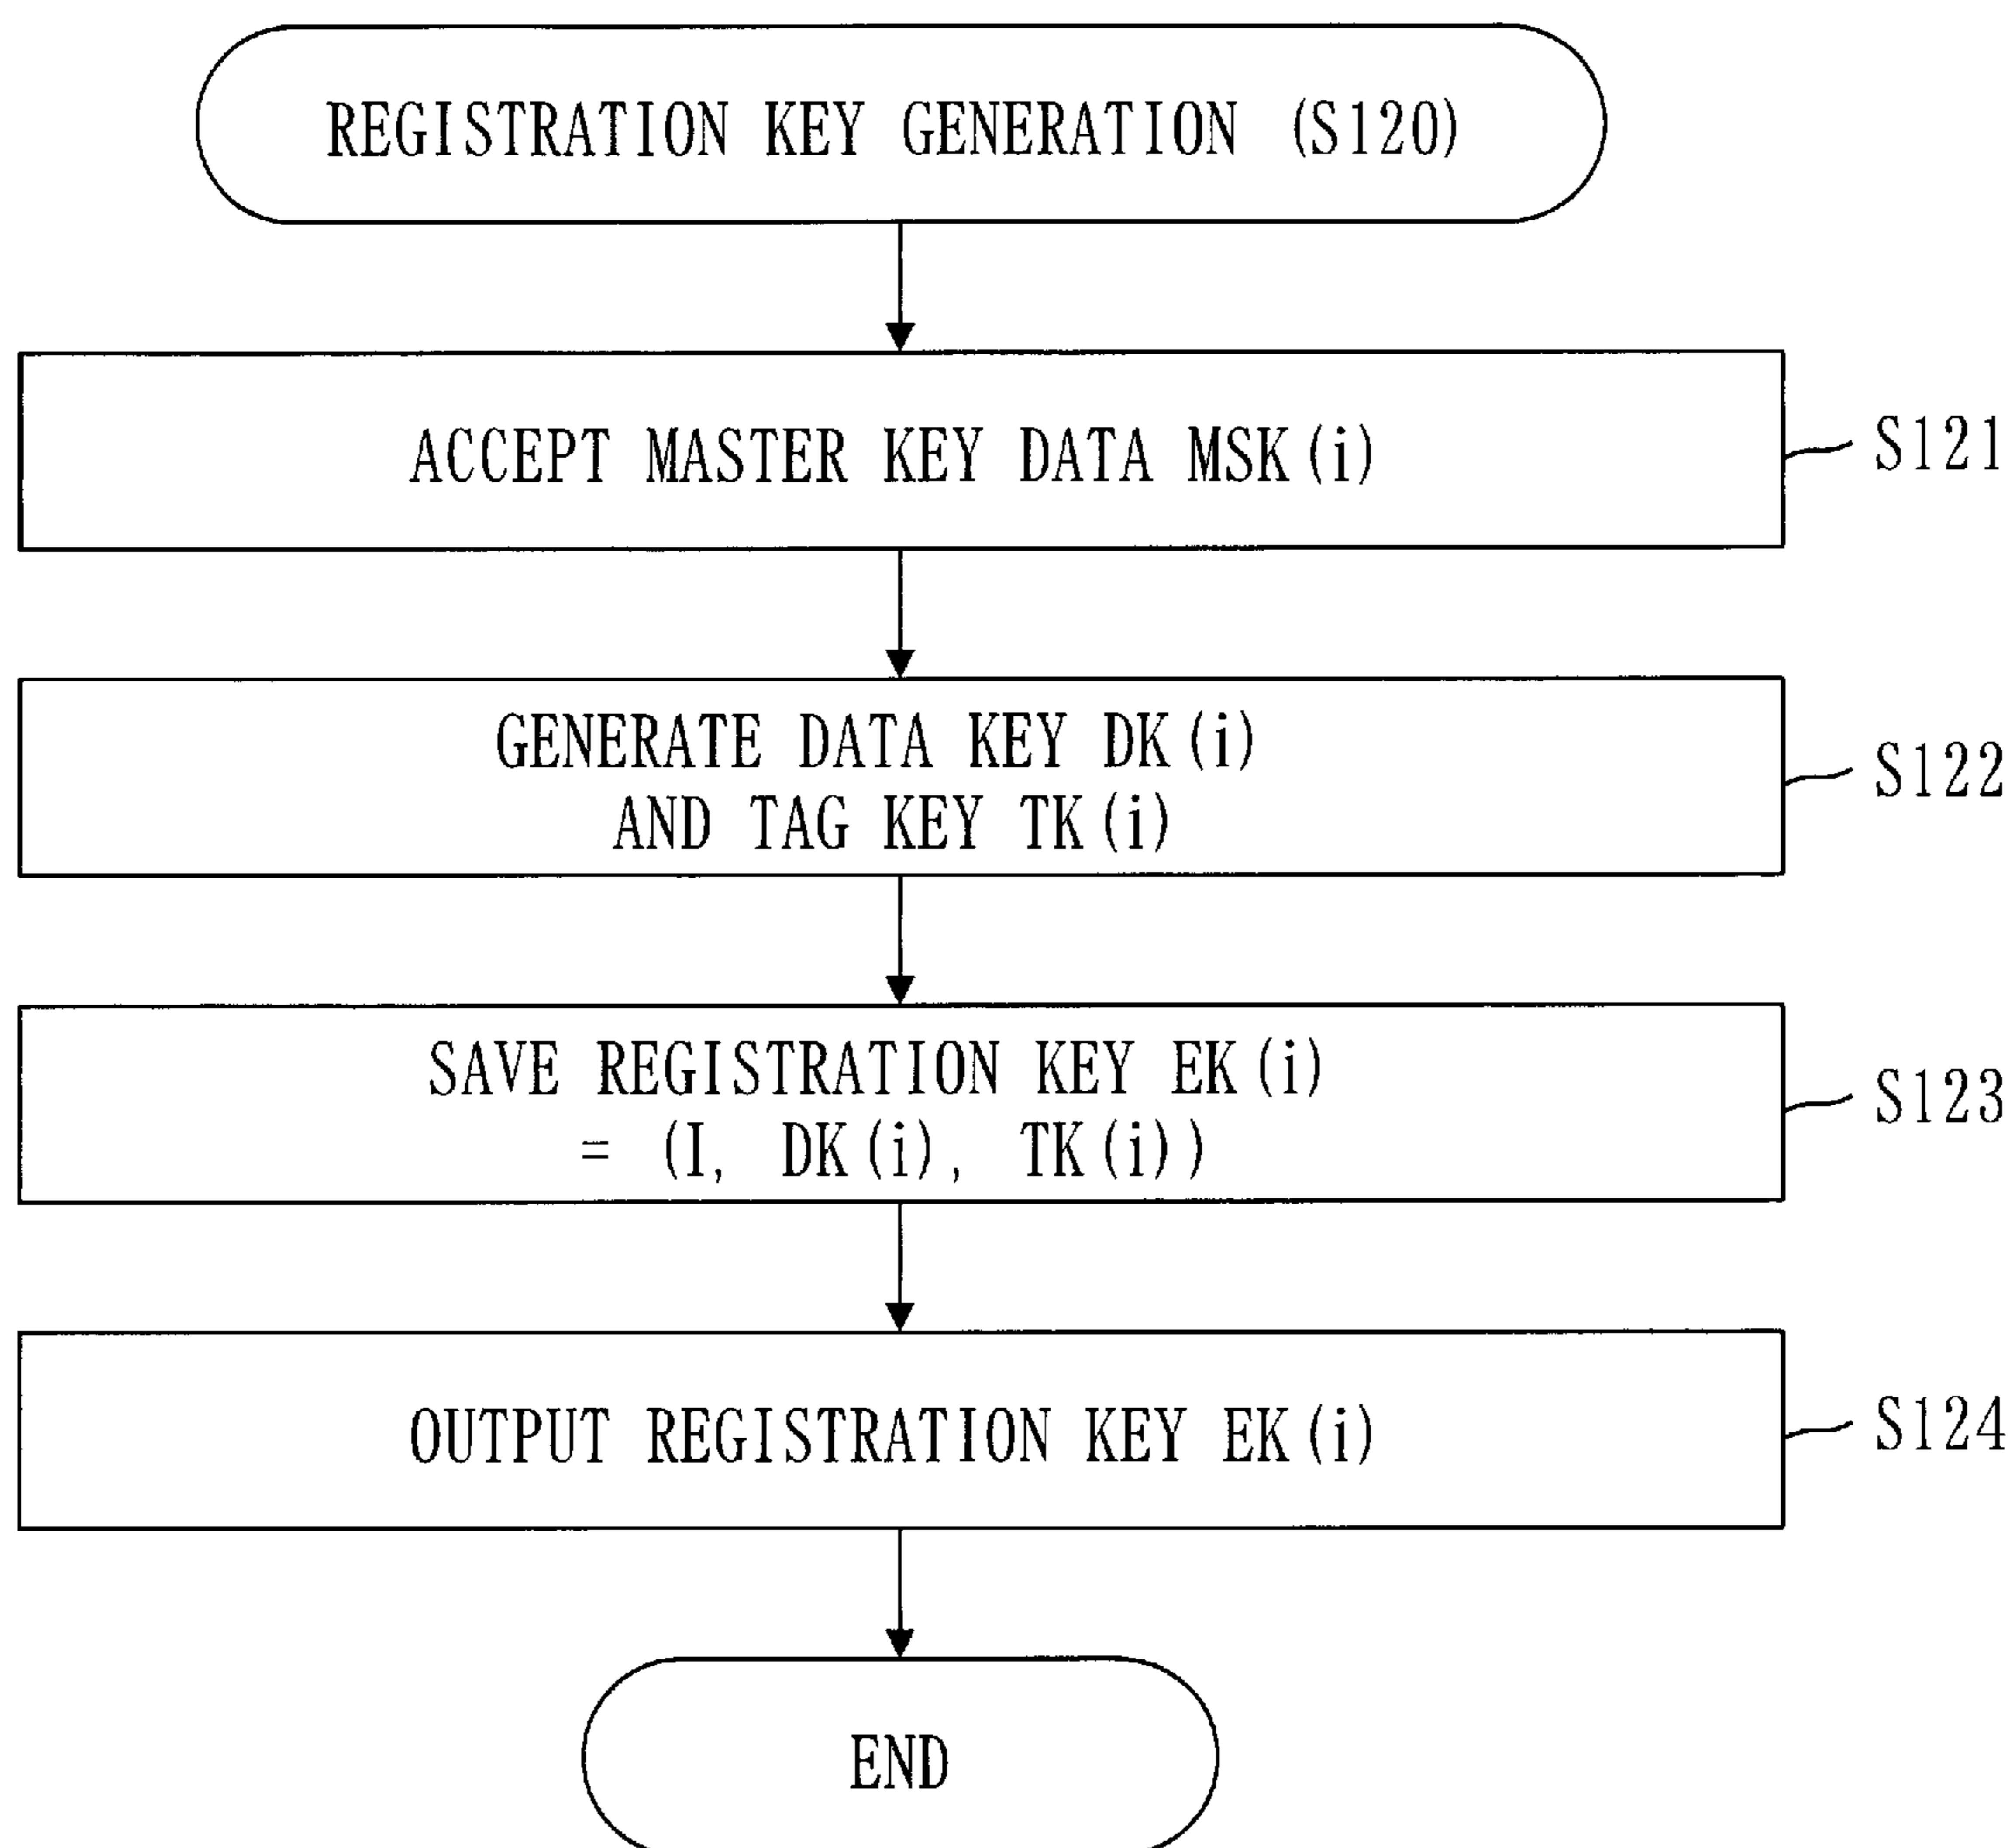 REGISTRATION KEY GENERATION (S120)
ACCEPT MASTER KEY DATA MSK(i)
S121
GENERATE DATA KEY DK(i)
AND TAG KEY TK(i)
S122
SAVE REGISTRATION KEY EK(i)
= (I, DK(i), TK(i))
S123
OUTPUT REGISTRATION KEY EK(i)
S124
END